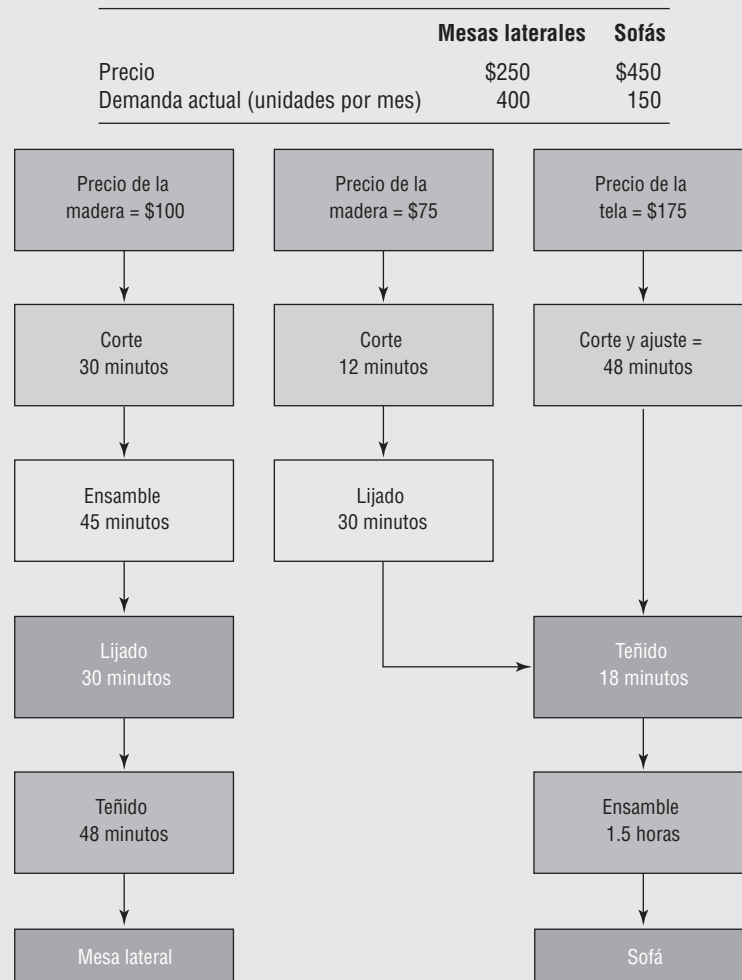 Mesas laterales Sofás
Precio $250 $450
Demanda actual (unidades por mes) 400 150
Precio de la
madera = $100
Precio de la
madera = $75
Precio de la
tela = $175
Corte
30 minutos
Corte
12 minutos
Corte y ajuste =
48 minutos
Ensamble
45 minutos
Lijado
30 minutos
Lijado
30 minutos
Teñido
18 minutos
Teñido
48 minutos
Ensamble
1.5 horas
Mesa lateral
Sofá